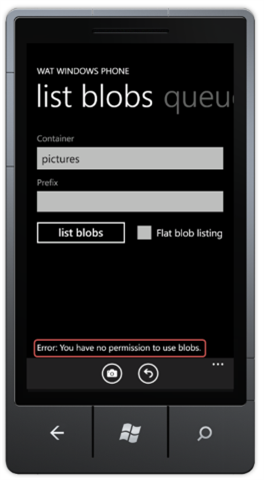 WAT WINDOWS PHONE
list blobs queu
Container
pictures
Prefix
list blobs
Flat blob listing
Error: You have no permission to use blobs.
...